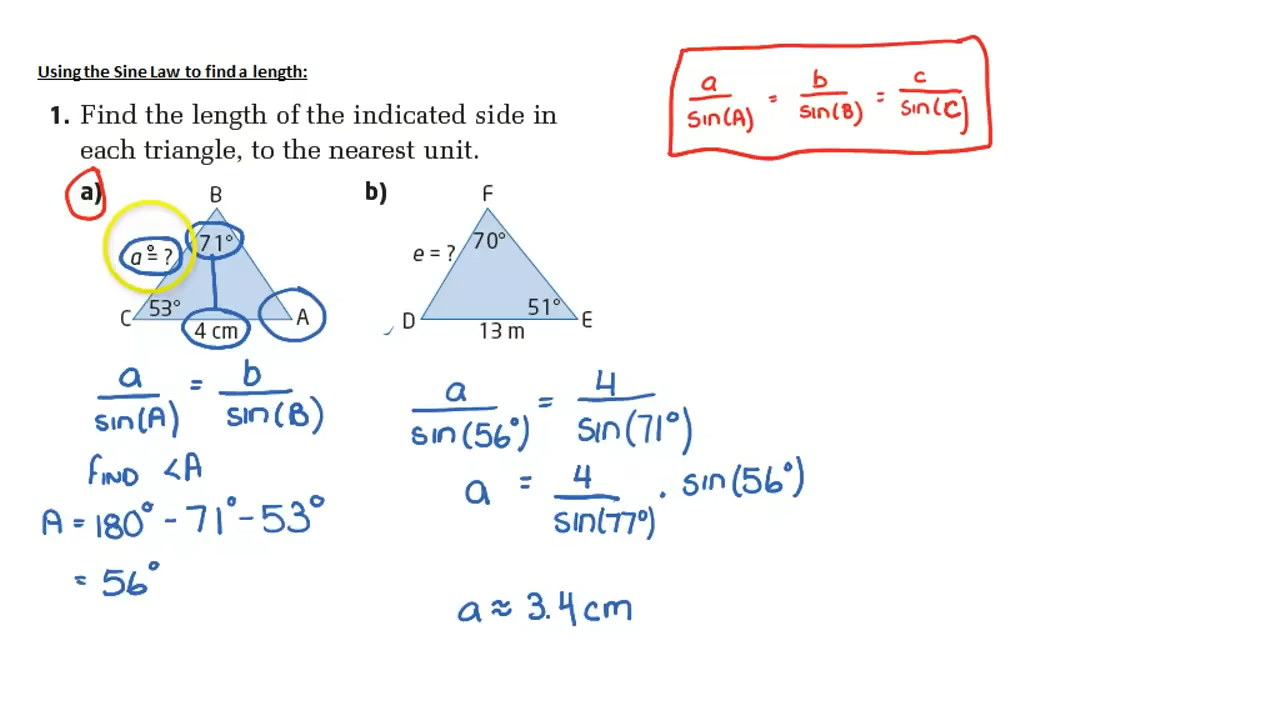 Using the Sine Law to find a length:
a/sin(A) = b/sin(B) = c/sin(C)
1. Find the length of the indicated side in
each triangle, to the nearest unit.
a)
B
71°
a = ?
C
53°
A
4 cm
b)
F
70°
e = ?
D
51°
E
13 m
a/sin(A) = b/sin(B)
FIND <A
A = 180° - 71° - 53°
= 56°
a/sin(56°) = 4/sin(71°)
a = 4/sin(77°) · sin(56°)
a ≈ 3.4 cm